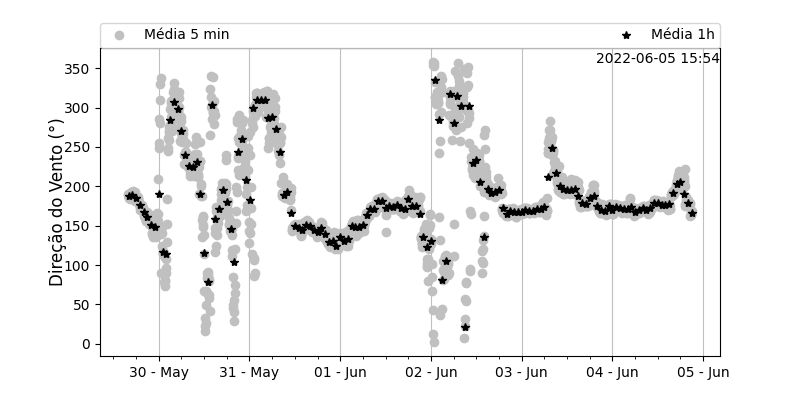 Média 5 min
Média 1h
2022-06-05 15:54
Direção do Vento (°)
350
300
250
200
150
100
50
0
30 - May
31 - May
01 - Jun
02 - Jun
03 - Jun
04 - Jun
05 - Jun